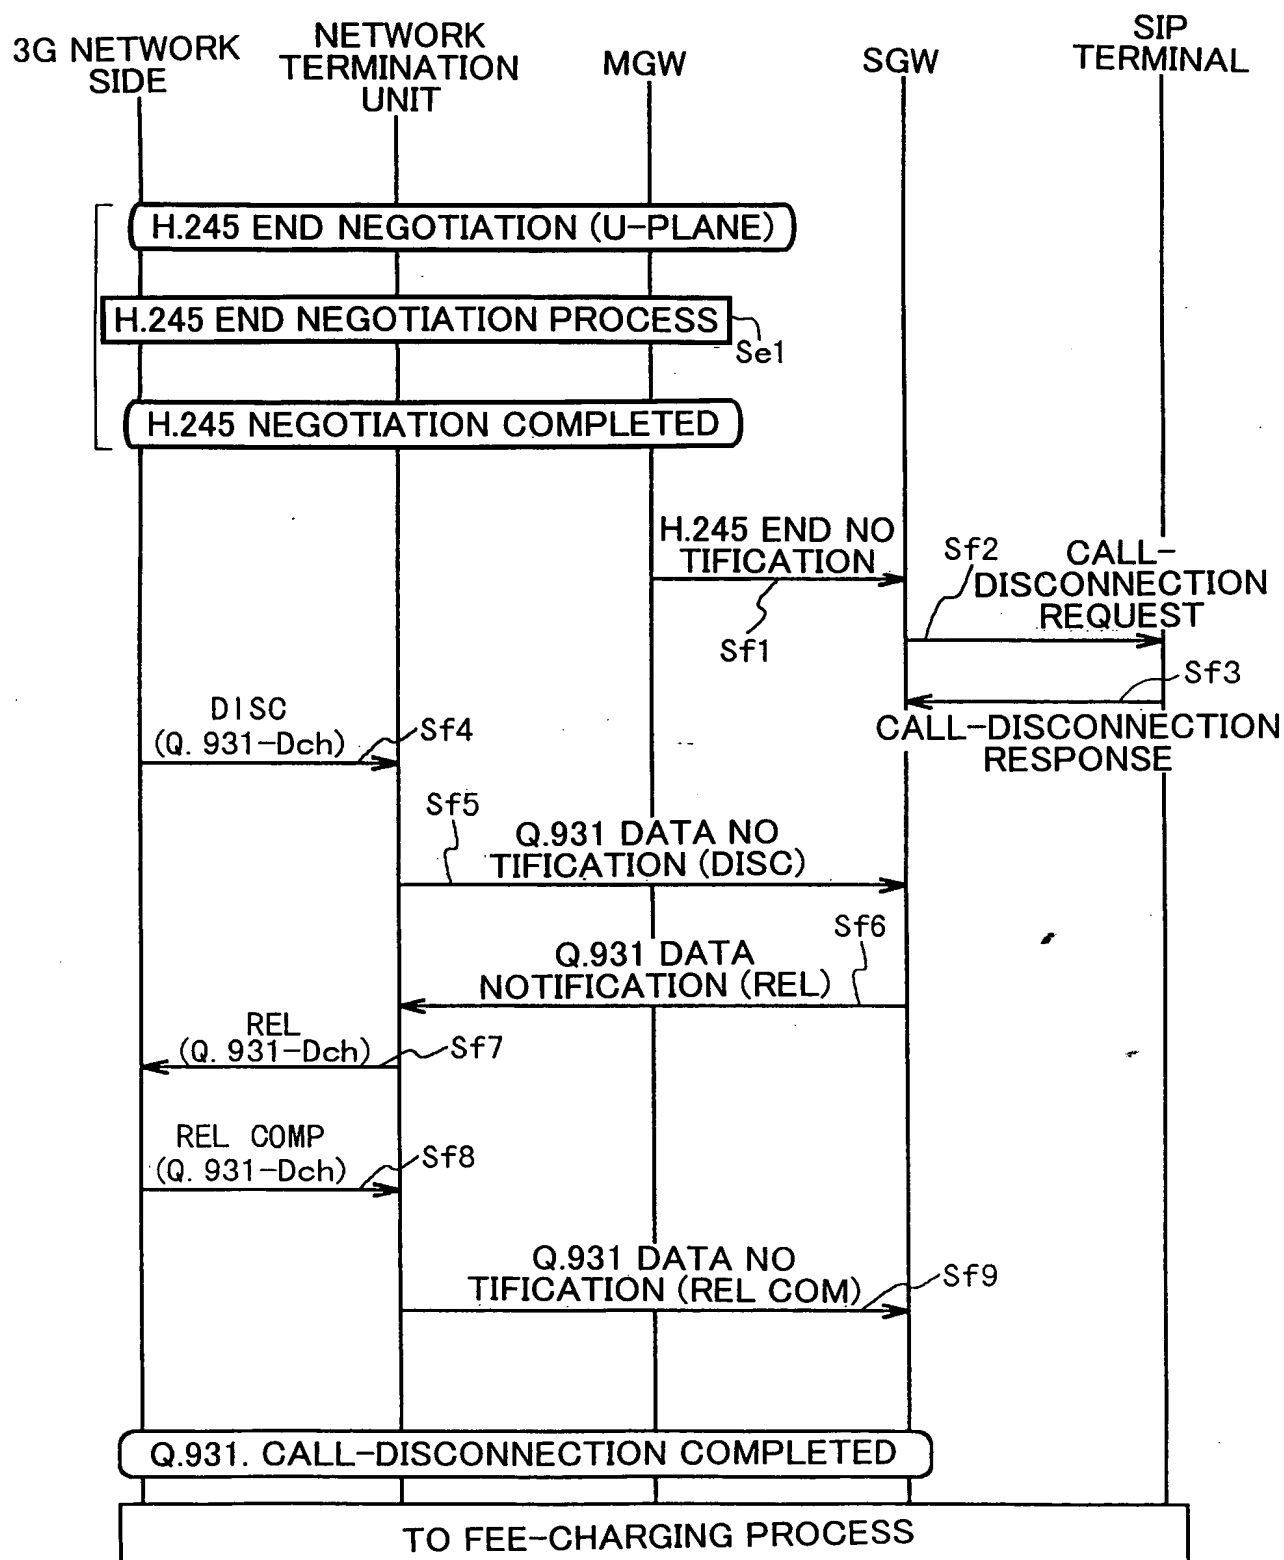 3G NETWORK
SIDE
NETWORK
TERMINATION
UNIT
MGW
SGW
SIP
TERMINAL
H.245 END NEGOTIATION (U-PLANE)
H.245 END NEGOTIATION PROCESS
Se1
H.245 NEGOTIATION COMPLETED
H.245 END NO
TIFICATION
Sf1
Sf2
CALL-
DISCONNECTION
REQUEST
Sf3
CALL-DISCONNECTION
RESPONSE
DISC
(Q. 931-Dch)
Sf4
Sf5
Q.931 DATA NO
TIFICATION (DISC)
Sf6
Q.931 DATA
NOTIFICATION (REL)
REL
(Q. 931-Dch)
Sf7
REL COMP
(Q. 931-Dch)
Sf8
Q.931 DATA NO
TIFICATION (REL COM)
Sf9
Q.931. CALL-DISCONNECTION COMPLETED
TO FEE-CHARGING PROCESS